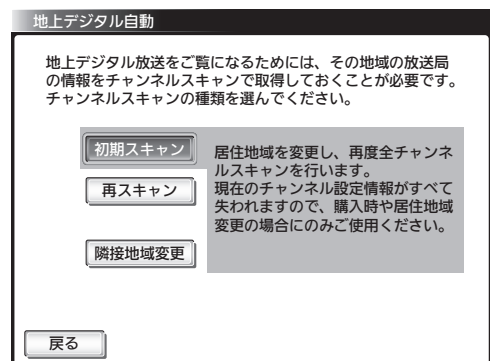 地上デジタル自動
地上デジタル放送をご覧になるためには、その地域の放送局
の情報をチャンネルスキャンで取得しておくことが必要です。
チャンネルスキャンの種類を選んでください。
初期スキャン
再スキャン
隣接地域変更
居住地域を変更し、再度全チャンネ
ルスキャンを行います。
現在のチャンネル設定情報がすべて
失われますので、購入時や居住地域
変更の場合にのみご使用ください。
戻る